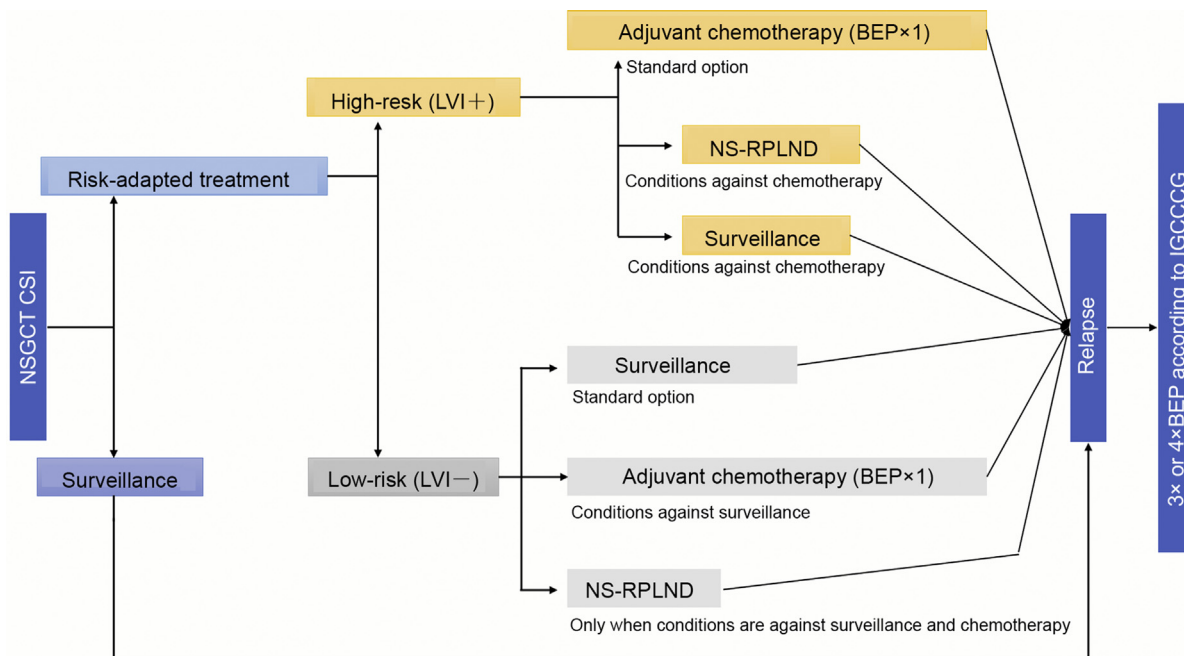 Adjuvant chemotherapy (BEP×1)
Standard option
High-resk (LVI+)
NS-RPLND
Conditions against chemotherapy
Risk-adapted treatment
Surveillance
Conditions against chemotherapy
NSGCT CSI
Relapse
3× or 4×BEP according to IGCCCG
Surveillance
Standard option
Surveillance
Low-risk (LVI−)
Adjuvant chemotherapy (BEP×1)
Conditions against surveillance
NS-RPLND
Only when conditions are against surveillance and chemotherapy